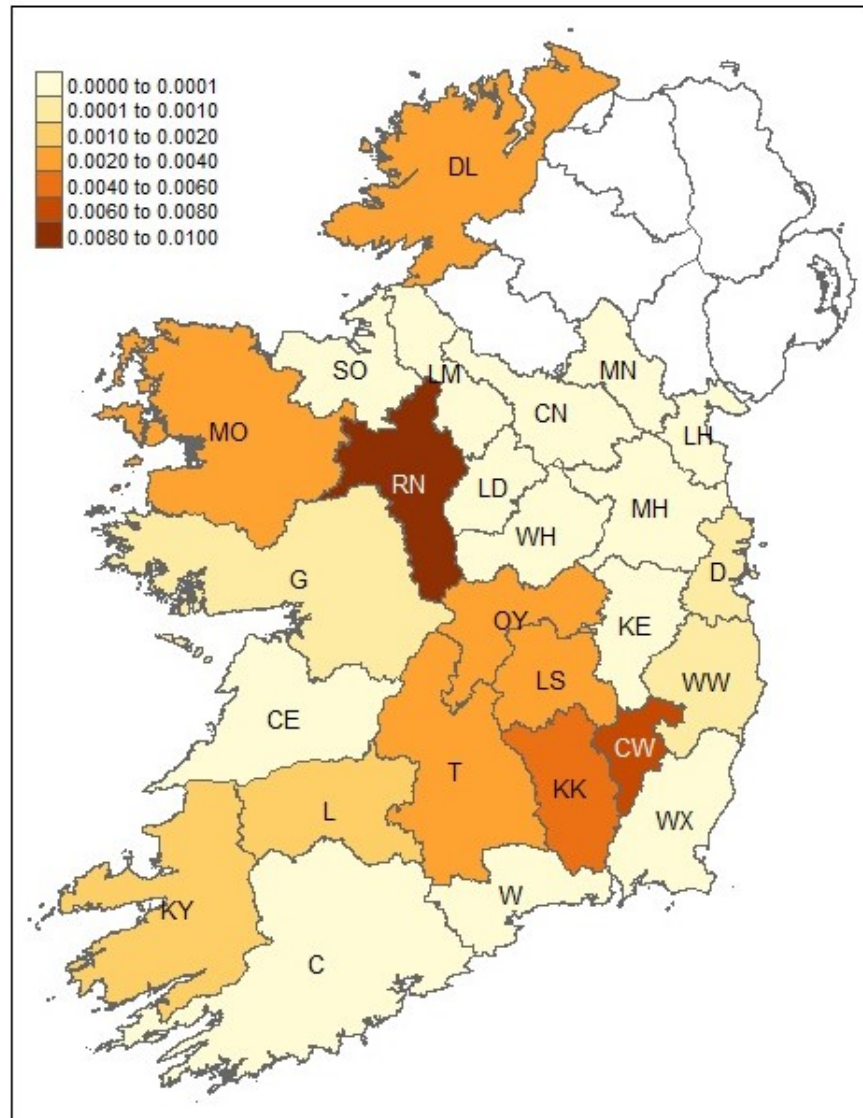 0.0000 to 0.0001
0.0001 to 0.0010
0.0010 to 0.0020
0.0020 to 0.0040
0.0040 to 0.0060
0.0060 to 0.0080
0.0080 to 0.0100
DL
SO
LM
MN
CN
MO
LH
RN
LD
MH
WH
G
D
OY
KE
LS
WW
CE
CW
T
KK
L
WX
W
KY
C